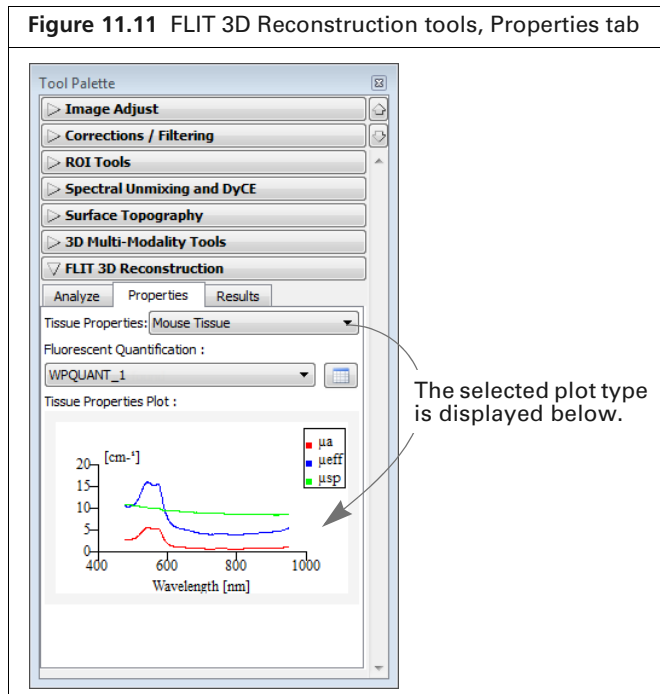 Figure 11.11 FLIT 3D Reconstruction tools, Properties tab
Tool Palette
Image Adjust
Corrections / Filtering
ROI Tools
Spectral Unmixing and DyCE
Surface Topography
3D Multi-Modality Tools
FLIT 3D Reconstruction
Analyze Properties Results
Tissue Properties: Mouse Tissue
Fluorescent Quantification :
WPQUANT_1
Tissue Properties Plot :
The selected plot type
is displayed below.
[cm-¹]
µa
µeff
µsp
20
15
10
5
0
400 600 800 1000
Wavelength [nm]